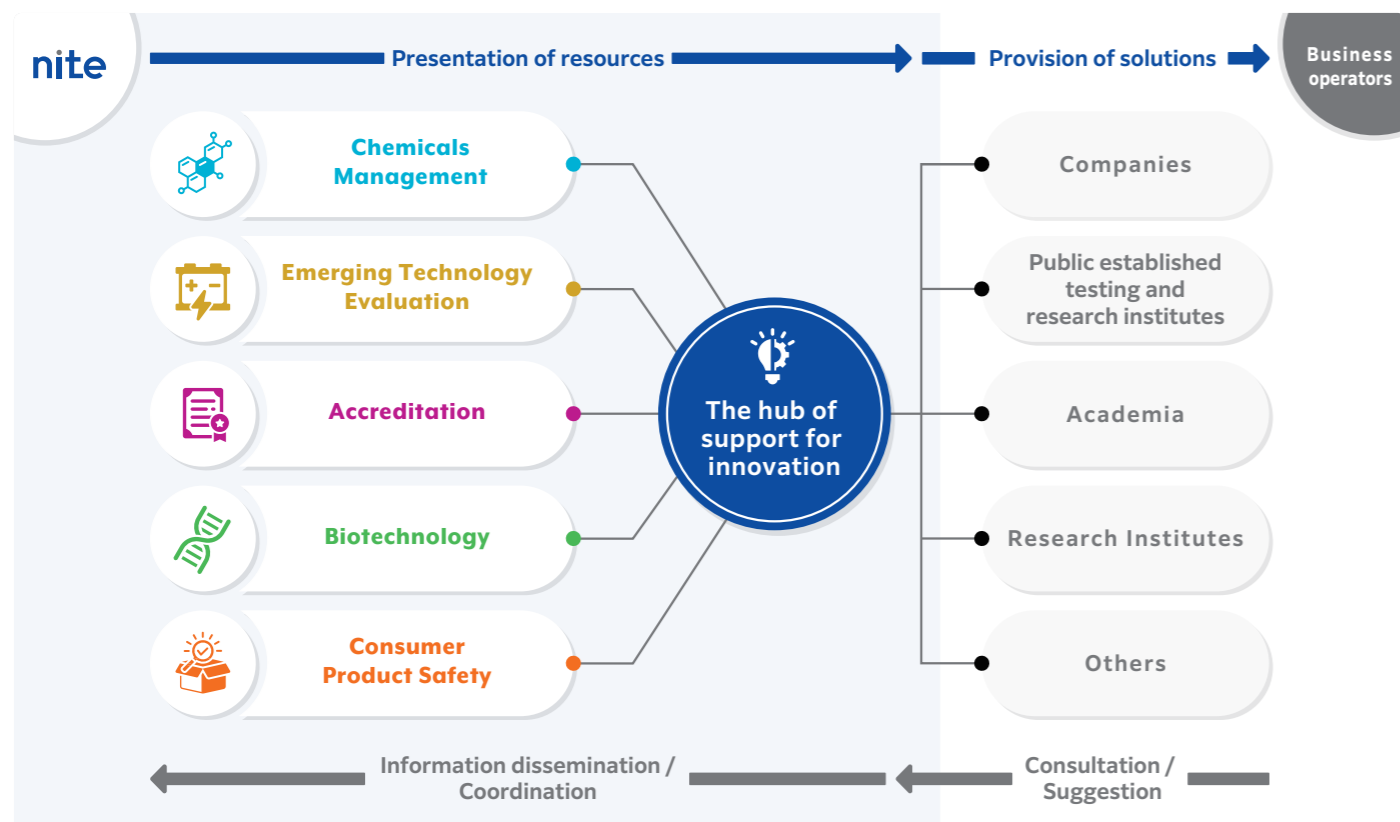 nite
Presentation of resources
Provision of solutions
Business
operators
Chemicals
Management
Emerging Technology
Evaluation
Accreditation
Biotechnology
Consumer
Product Safety
The hub of
support for
innovation
Companies
Public established
testing and
research institutes
Academia
Research Institutes
Others
Information dissemination /
Coordination
Consultation /
Suggestion